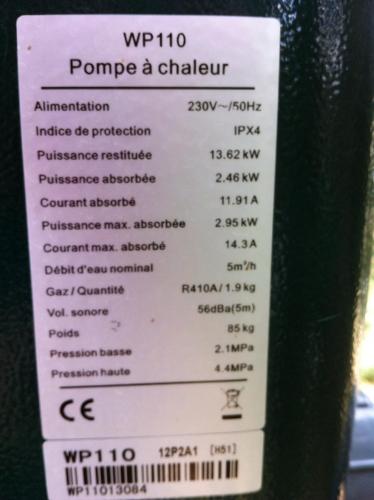 WP110
Pompe à chaleur
Alimentation 230V~/50Hz
Indice de protection IPX4
Puissance restituée 13.62 kW
Puissance absorbée 2.46 kW
Courant absorbé 11.91 A
Puissance max. absorbée 2.95 kW
Courant max. absorbé 14.3 A
Débit d'eau nominal 5m³/h
Gaz / Quantité R410A / 1.9 kg
Vol. sonore 56dBa(5m)
Poids 85 kg
Pression basse 2.1MPa
Pression haute 4.4MPa
CE
WP110 12P2A1 [H51]
WP11013084